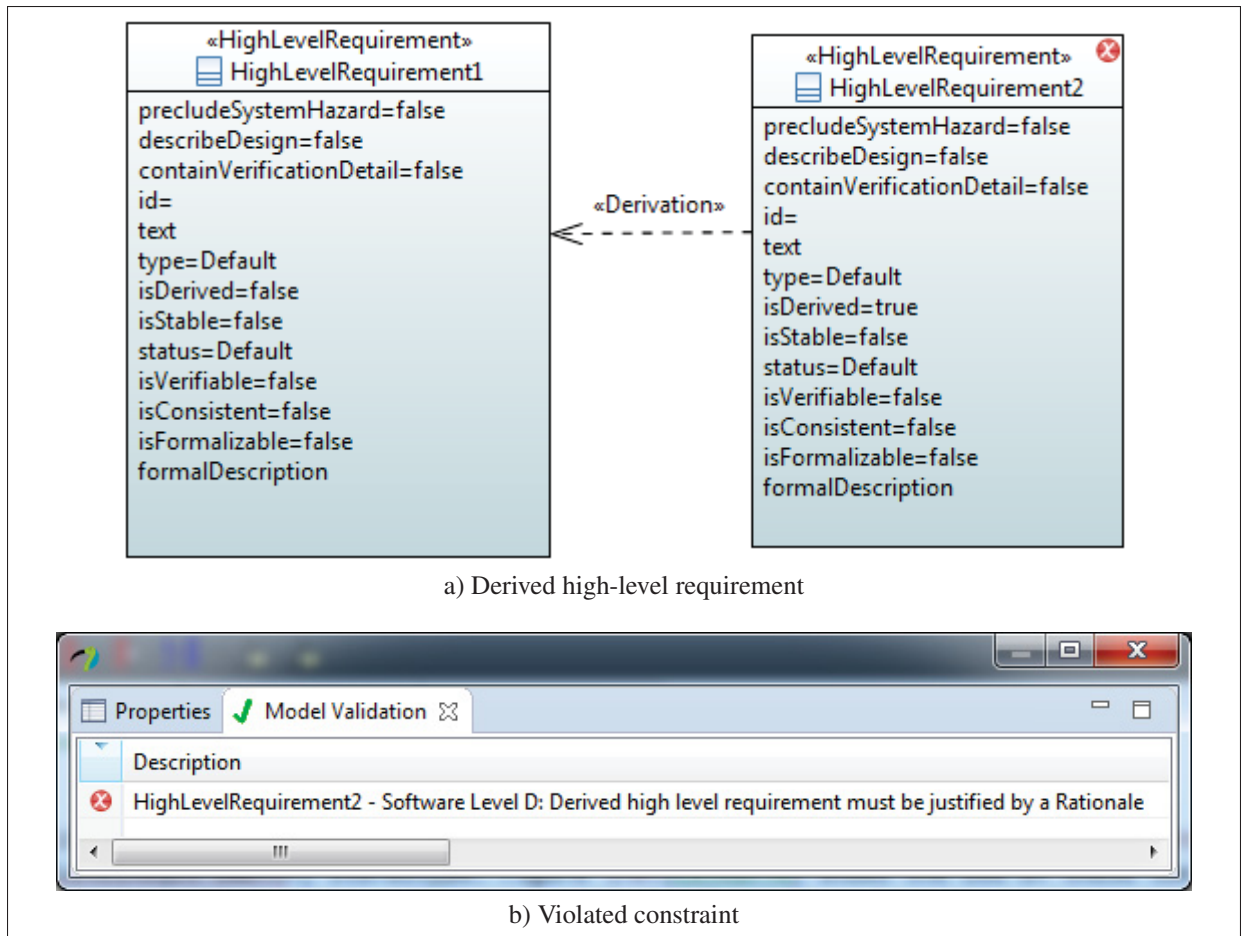 «HighLevelRequirement»
HighLevelRequirement1
precludeSystemHazard=false
describeDesign=false
containVerificationDetail=false
id=
text
type=Default
isDerived=false
isStable=false
status=Default
isVerifiable=false
isConsistent=false
isFormalizable=false
formalDescription
«Derivation»
«HighLevelRequirement»
HighLevelRequirement2
precludeSystemHazard=false
describeDesign=false
containVerificationDetail=false
id=
text
type=Default
isDerived=true
isStable=false
status=Default
isVerifiable=false
isConsistent=false
isFormalizable=false
formalDescription
a) Derived high-level requirement
Properties Model Validation
Description
HighLevelRequirement2 - Software Level D: Derived high level requirement must be justified by a Rationale
b) Violated constraint